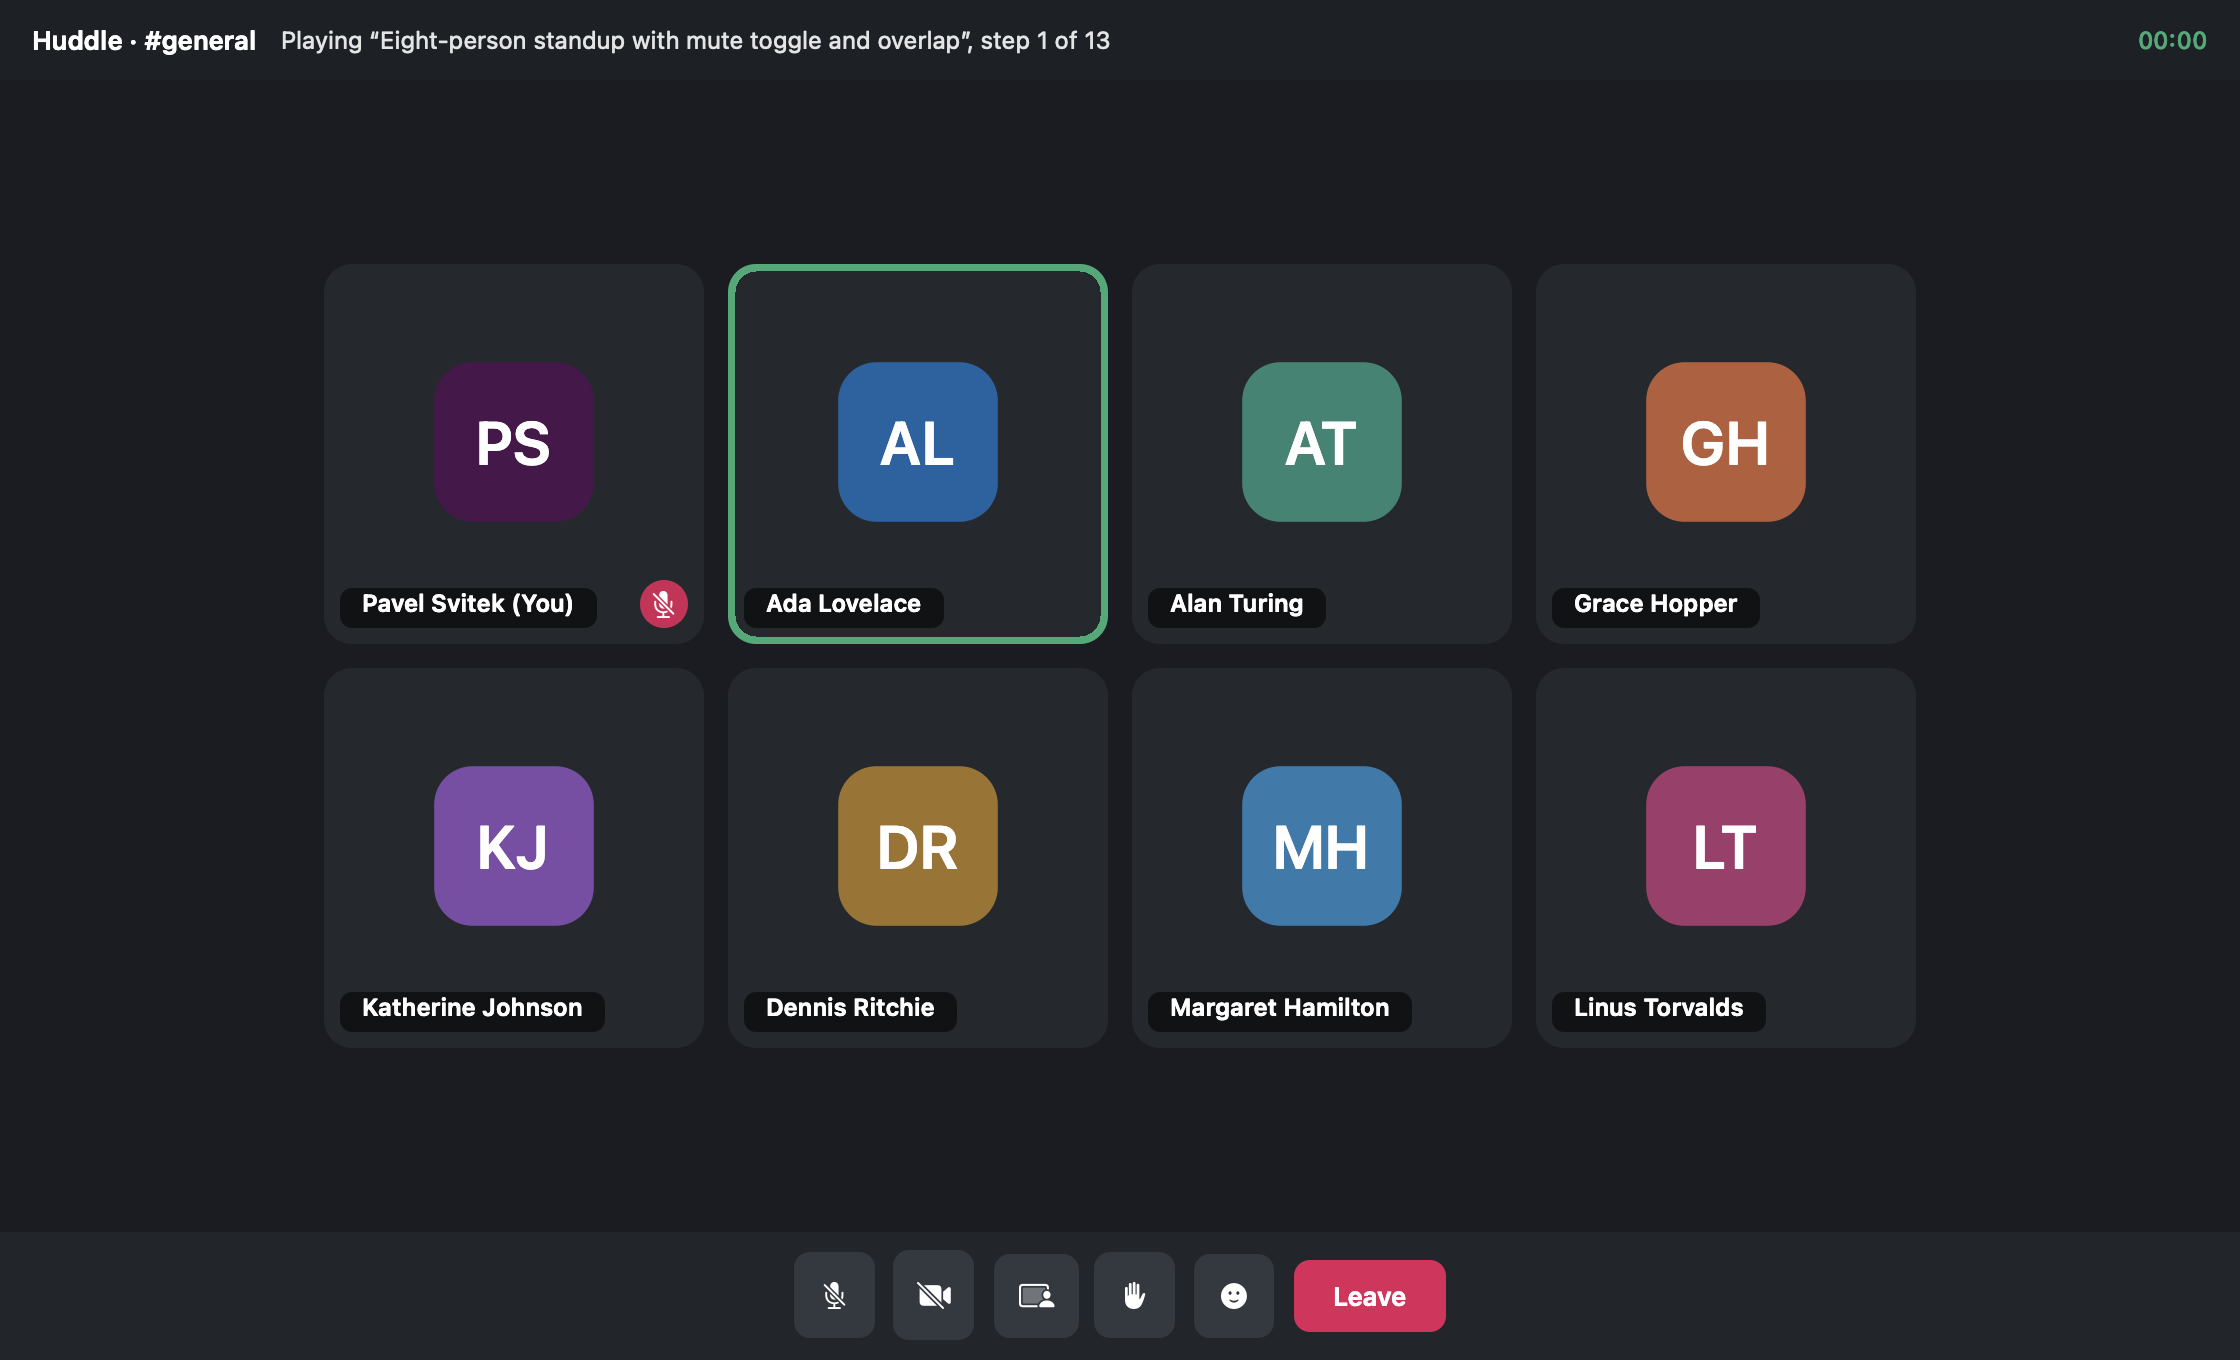 Huddle · #general
Playing “Eight-person standup with mute toggle and overlap”, step 1 of 13
00:00
PS
AL
AT
GH
Pavel Svitek (You)
Ada Lovelace
Alan Turing
Grace Hopper
KJ
DR
MH
LT
Katherine Johnson
Dennis Ritchie
Margaret Hamilton
Linus Torvalds
Leave